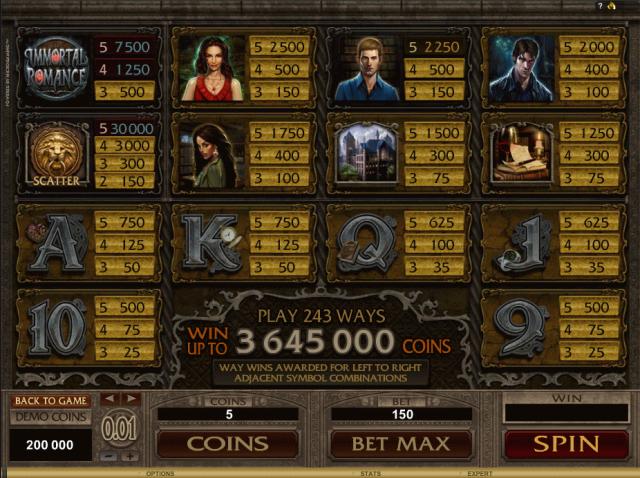 ?
IMMORTAL ROMANCE
5 7500
4 1250
3 500
5 2500
4 500
3 150
5 2250
4 500
3 150
5 2000
4 400
3 100
SCATTER
5 30000
4 3000
3 300
2 150
5 1750
4 400
3 100
5 1500
4 300
3 75
5 1250
4 300
3 75
A
5 750
4 125
3 50
K
5 750
4 125
3 50
Q
5 625
4 100
3 35
J
5 625
4 100
3 35
10
5 500
4 75
3 25
PLAY 243 WAYS
WIN UP TO 3 645 000 COINS
WAY WINS AWARDED FOR LEFT TO RIGHT
ADJACENT SYMBOL COMBINATIONS
9
5 500
4 75
3 25
BACK TO GAME
DEMO COINS
200 000
0.01
COINS
5
COINS
BET
150
BET MAX
WIN
SPIN
OPTIONS
STATS
EXPERT